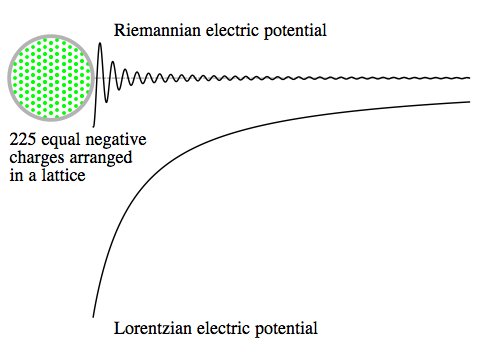 Riemannian electric potential
225 equal negative
charges arranged
in a lattice
Lorentzian electric potential